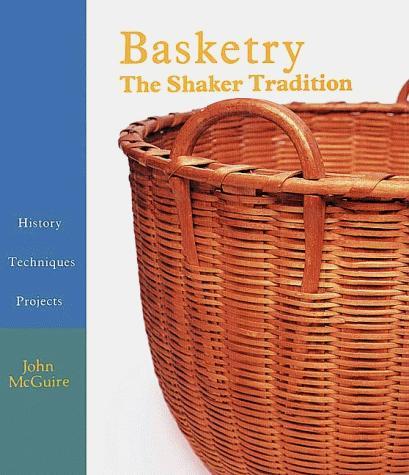 Basketry
The Shaker Tradition
History
Techniques
Projects
John
McGuire